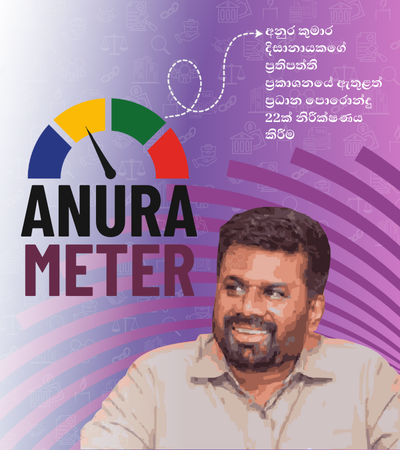 අනුර කුමාර
දිසානායකගේ
ප්‍රතිපත්ති
ප්‍රකාශනයේ ඇතුළත්
ප්‍රධාන පොරොන්දු
22ක් නිරීක්ෂණය
කිරීම
ANURA
METER